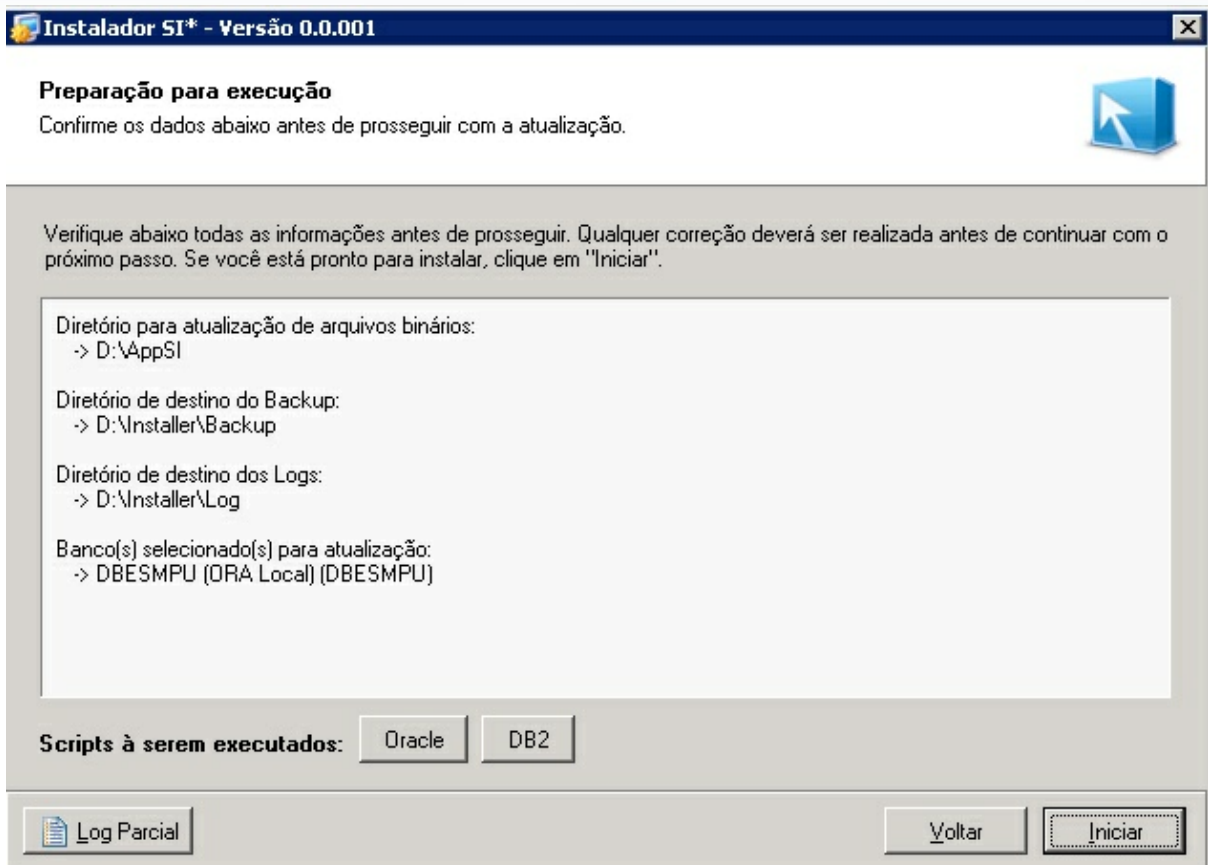 Instalador SI* - Versão 0.0.001
Preparação para execução
Confirme os dados abaixo antes de prosseguir com a atualização.
Verifique abaixo todas as informações antes de prosseguir. Qualquer correção deverá ser realizada antes de continuar com o
próximo passo. Se você está pronto para instalar, clique em "Iniciar".
Diretório para atualização de arquivos binários:
-> D:\AppSI
Diretório de destino do Backup:
-> D:\Installer\Backup
Diretório de destino dos Logs:
-> D:\Installer\Log
Banco(s) selecionado(s) para atualização:
-> DBESMPU (ORA Local) (DBESMPU)
Scripts à serem executados: Oracle DB2
Log Parcial Voltar Iniciar